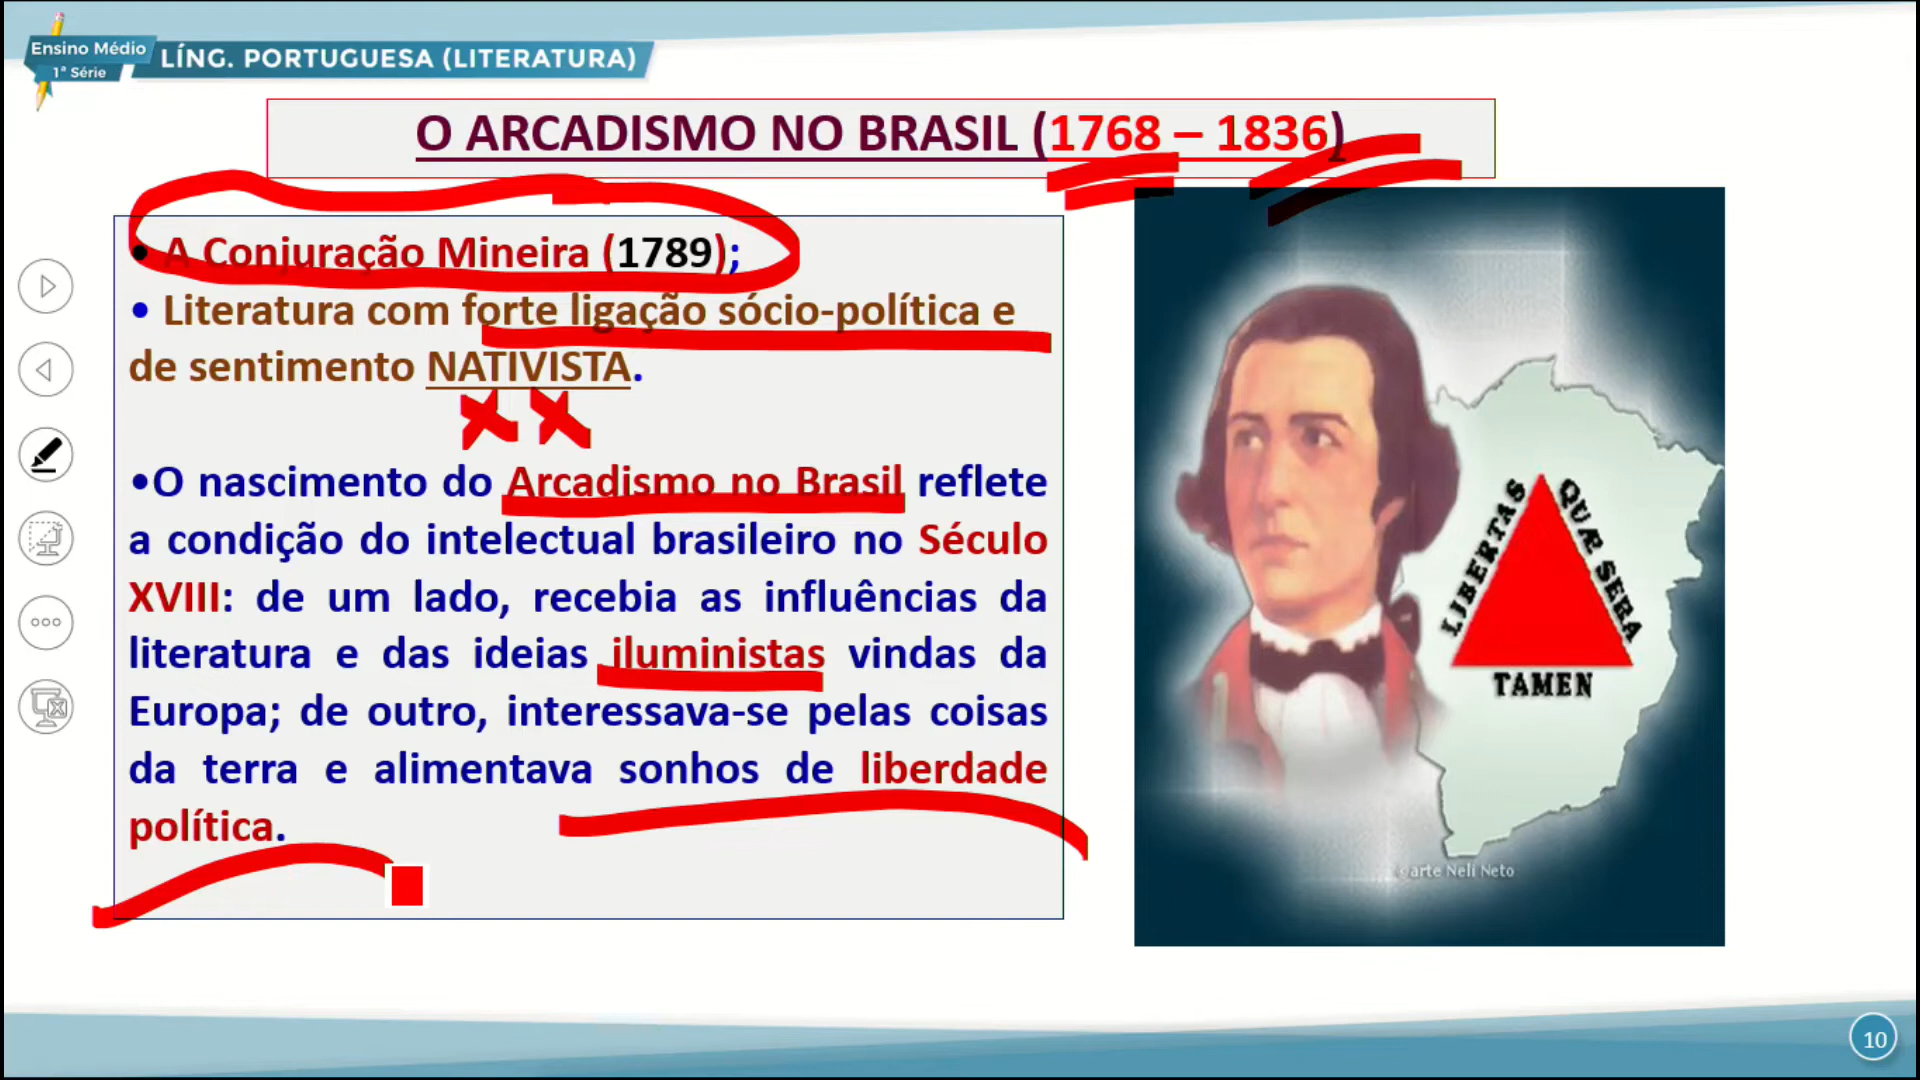 Ensino Médio
1ª Série
LÍNG. PORTUGUESA (LITERATURA)
O ARCADISMO NO BRASIL (1768 – 1836)
• A Conjuração Mineira (1789);
• Literatura com forte ligação sócio-política e
de sentimento NATIVISTA.
•O nascimento do Arcadismo no Brasil reflete
a condição do intelectual brasileiro no Século
XVIII: de um lado, recebia as influências da
literatura e das ideias iluministas vindas da
Europa; de outro, interessava-se pelas coisas
da terra e alimentava sonhos de liberdade
política.
LIBERTAS
QUÆ SERA
TAMEN
arte Neli Neto
10